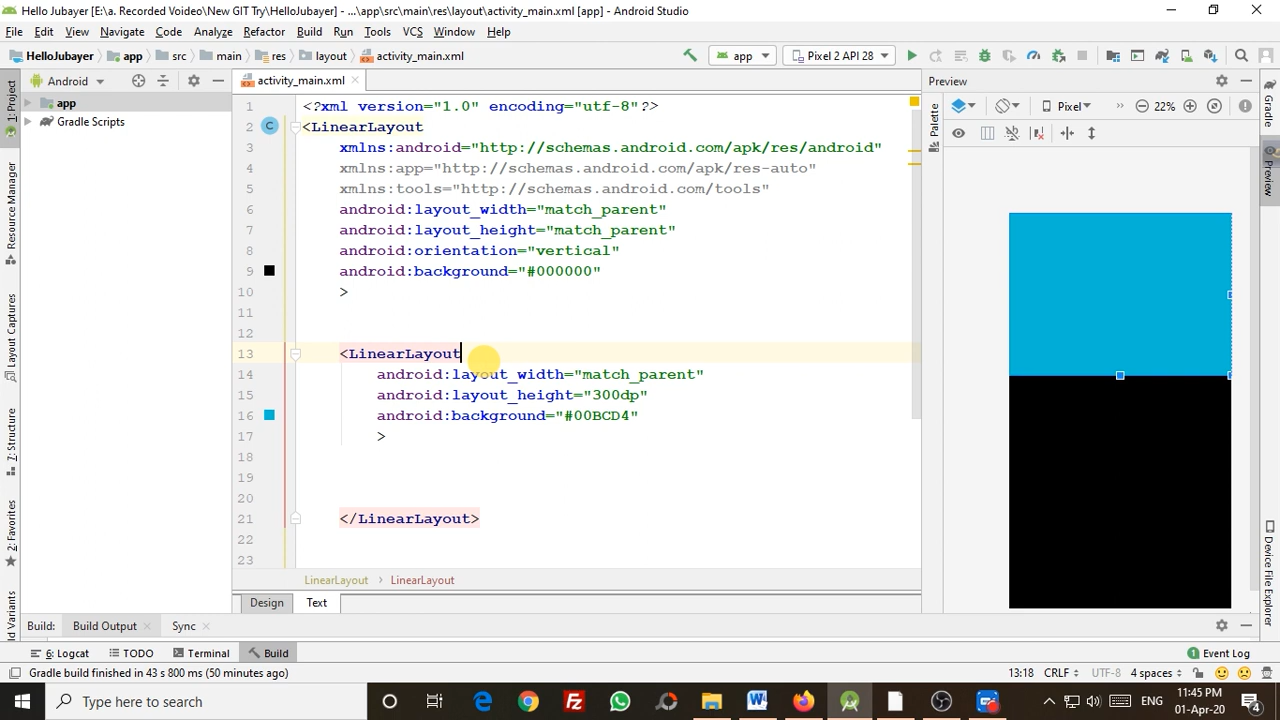 Hello Jubayer [E:\a. Recorded Voideo\New GIT Try\HelloJubayer] - ...\app\src\main\res\layout\activity_main.xml [app] - Android Studio
File Edit View Navigate Code Analyze Refactor Build Run Tools VCS Window Help
HelloJubayer app src main res layout activity_main.xml app Pixel 2 API 28
Android activity_main.xml Preview
1: Project
Resource Manager
Layout Captures
7: Structure
2: Favorites
ld Variants
app
Gradle Scripts
1 <?xml version="1.0" encoding="utf-8"?>
2 <LinearLayout
3 xmlns:android="http://schemas.android.com/apk/res/android"
4 xmlns:app="http://schemas.android.com/apk/res-auto"
5 xmlns:tools="http://schemas.android.com/tools"
6 android:layout_width="match_parent"
7 android:layout_height="match_parent"
8 android:orientation="vertical"
9 android:background="#000000"
10 >
11
12
13 <LinearLayout
14 android:layout_width="match_parent"
15 android:layout_height="300dp"
16 android:background="#00BCD4"
17 >
18
19
20
21 </LinearLayout>
22
23
LinearLayout › LinearLayout
Design Text
Palette
Pixel 22%
Gradle
Preview
Device File Explorer
Build: Build Output Sync
6: Logcat TODO Terminal Build 1 Event Log
Gradle build finished in 43 s 800 ms (50 minutes ago) 13:18 CRLF UTF-8 4 spaces
Type here to search ENG 11:45 PM
01-Apr-20 4